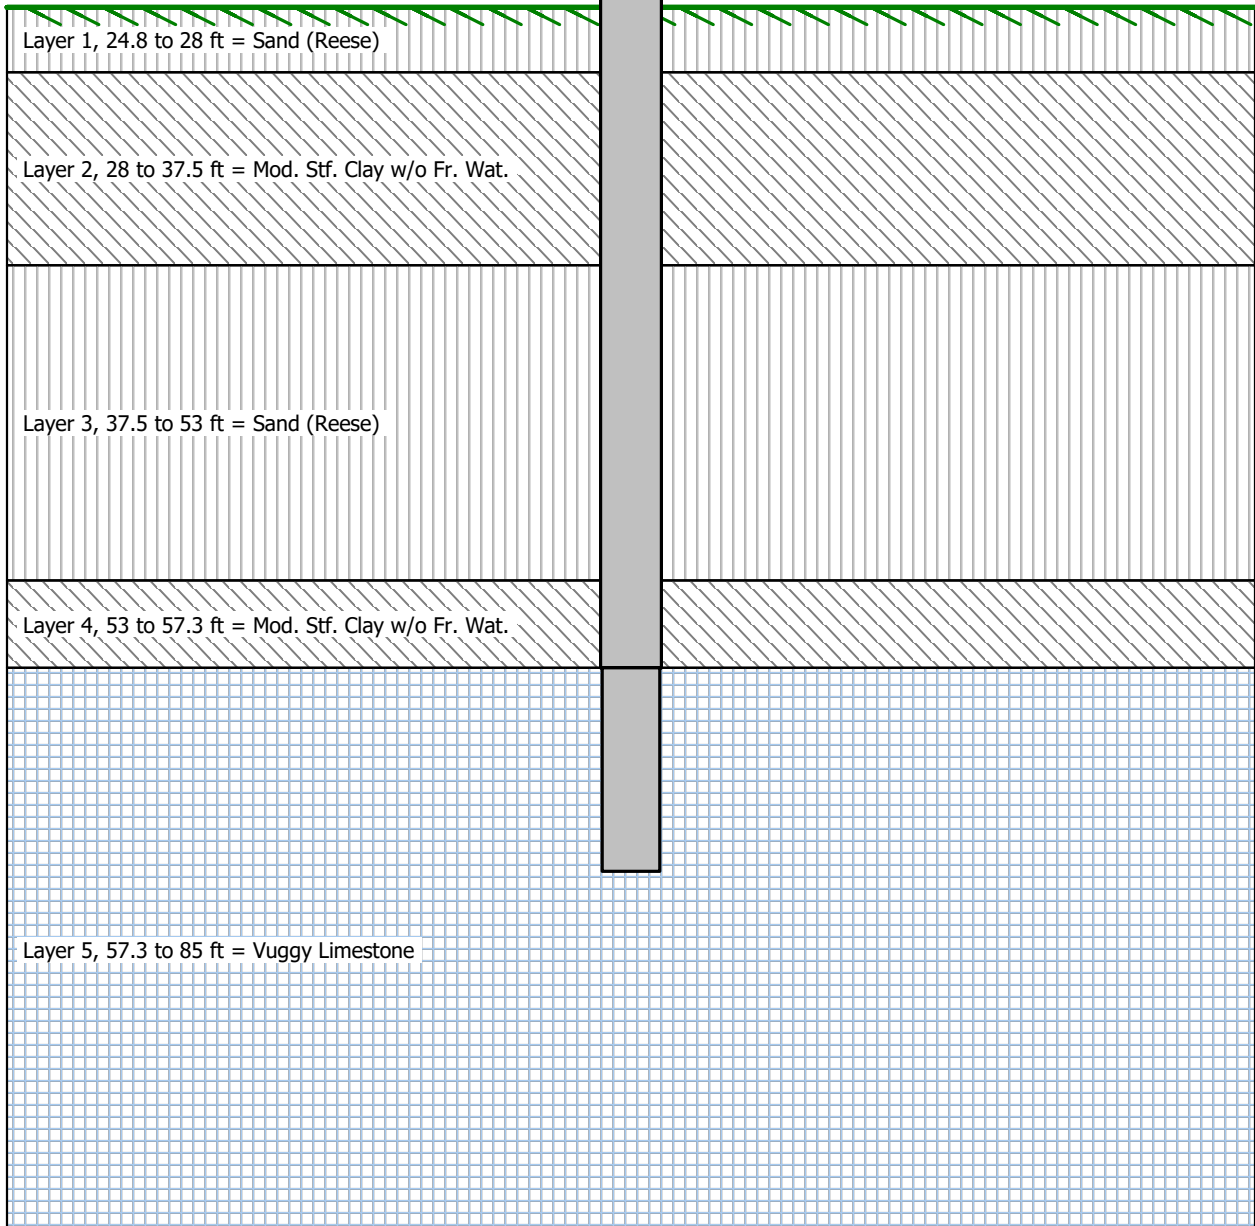 Layer 1, 24.8 to 28 ft = Sand (Reese)
Layer 2, 28 to 37.5 ft = Mod. Stf. Clay w/o Fr. Wat.
Layer 3, 37.5 to 53 ft = Sand (Reese)
Layer 4, 53 to 57.3 ft = Mod. Stf. Clay w/o Fr. Wat.
Layer 5, 57.3 to 85 ft = Vuggy Limestone